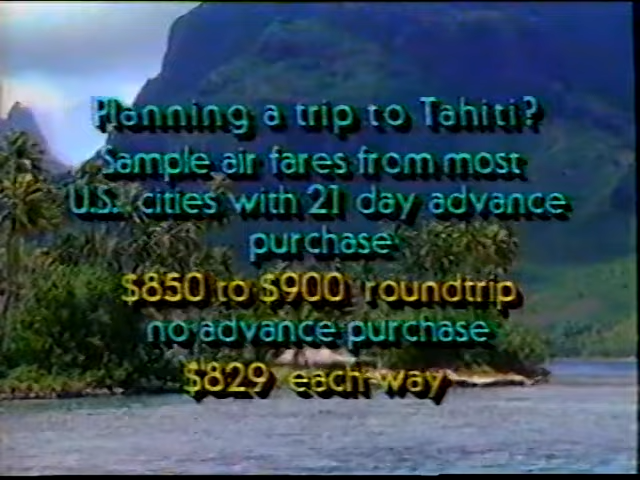 Planning a trip to Tahiti?
Sample air fares from most
U.S. cities with 21 day advance
purchase
$850 to $900 roundtrip
no advance purchase
$829 each way